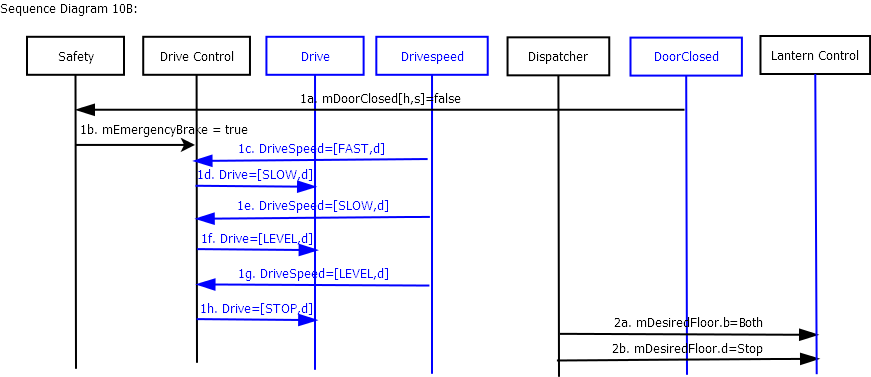 Sequence Diagram 10B:
Safety
Drive Control
Drive
Drivespeed
Dispatcher
DoorClosed
Lantern Control
1a. mDoorClosed[h,s]=false
1b. mEmergencyBrake = true
1c. DriveSpeed=[FAST,d]
1d. Drive=[SLOW,d]
1e. DriveSpeed=[SLOW,d]
1f. Drive=[LEVEL,d]
1g. DriveSpeed=[LEVEL,d]
1h. Drive=[STOP,d]
2a. mDesiredFloor.b=Both
2b. mDesiredFloor.d=Stop